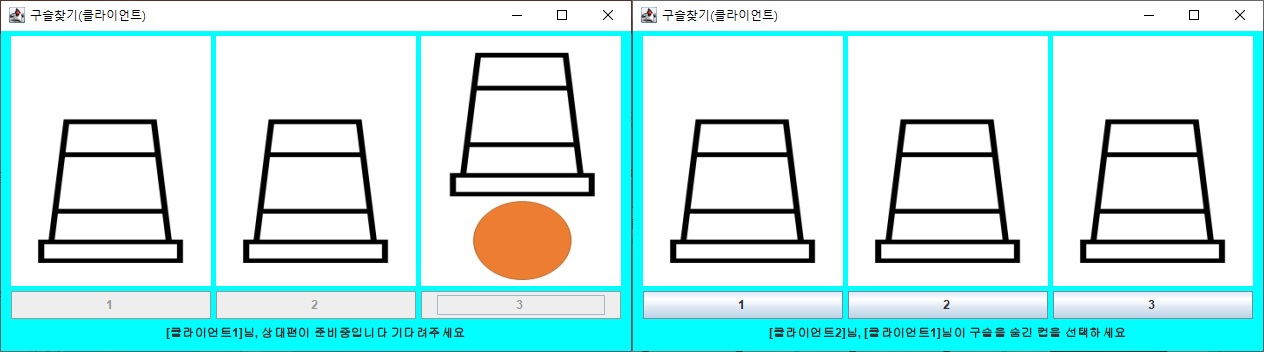 구슬찾기(클라이언트)
1 2 3
[클라이언트1]님, 상대편이 준비중입니다 기다려주세요
구슬찾기(클라이언트)
1 2 3
[클라이언트2]님, [클라이언트1]님이 구슬을 숨긴 컵을 선택하세요